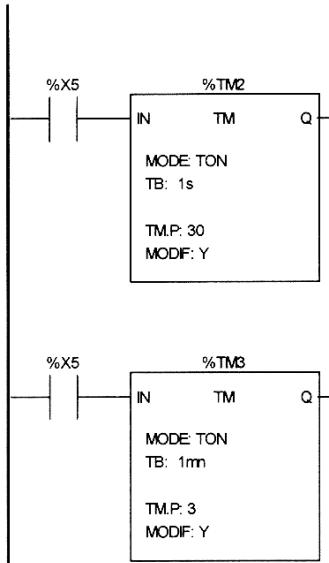 %X5 %TM2
IN TM Q
MODE: TON
TB: 1s
TM.P: 30
MODIF: Y
%X5 %TM3
IN TM Q
MODE: TON
TB: 1mn
TM.P: 3
MODIF: Y